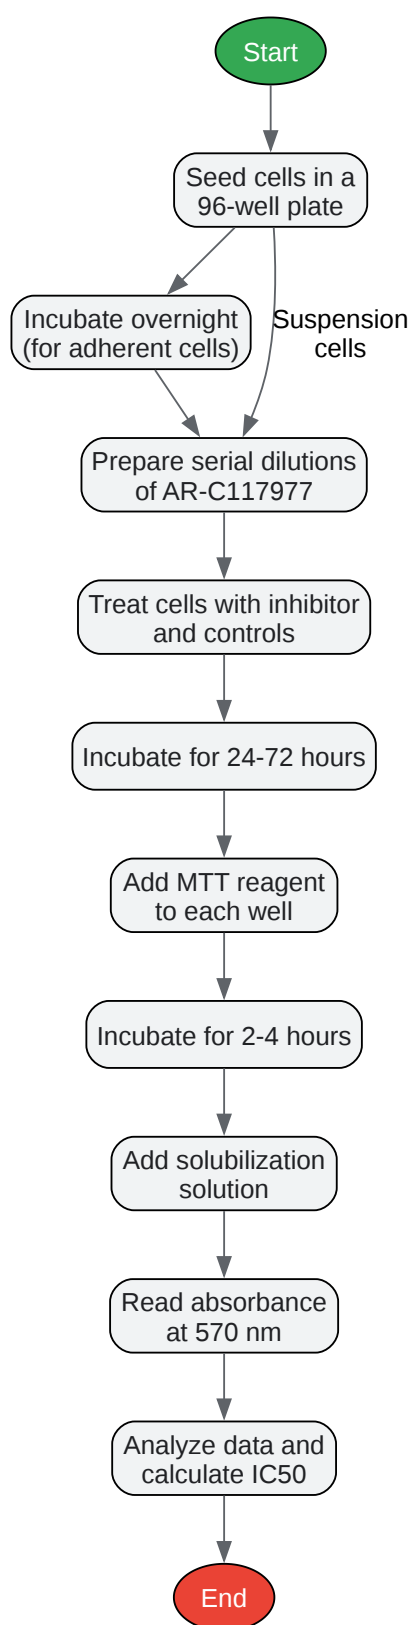 Start
Seed cells in a
96-well plate
Incubate overnight
(for adherent cells)
Suspension
cells
Prepare serial dilutions
of AR-C117977
Treat cells with inhibitor
and controls
Incubate for 24-72 hours
Add MTT reagent
to each well
Incubate for 2-4 hours
Add solubilization
solution
Read absorbance
at 570 nm
Analyze data and
calculate IC50
End